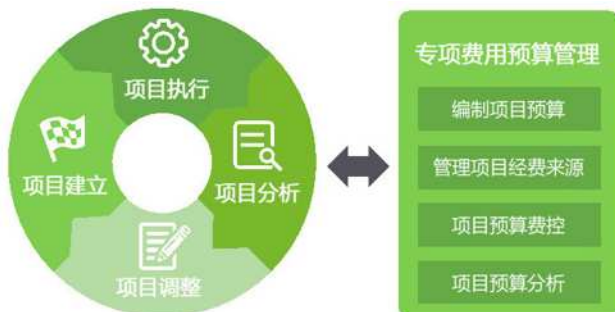 项目执行
项目建立
项目分析
项目调整
专项费用预算管理
编制项目预算
管理项目经费来源
项目预算费控
项目预算分析